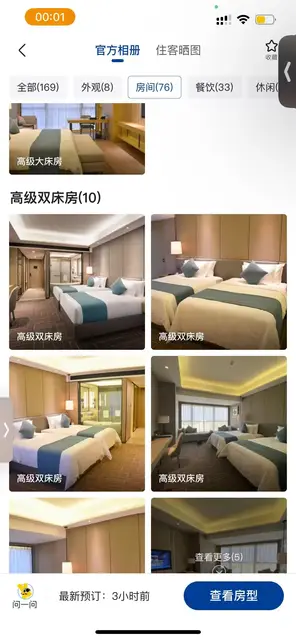 00:01
官方相册 住客晒图
收藏
全部(169) 外观(8) 房间(76) 餐饮(33) 休闲(
高级大床房
高级双床房(10)
高级双床房 高级双床房
高级双床房 高级双床房
查看更多(5)
问一问 最新预订：3小时前 查看房型